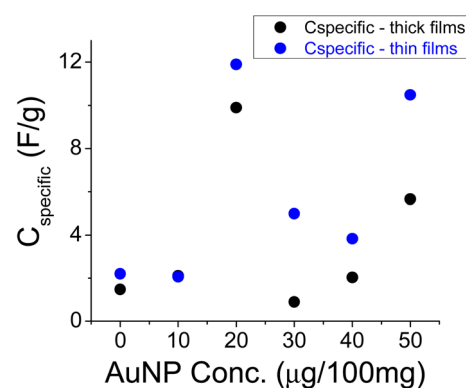 Cspecific - thick films
Cspecific - thin films
12
8
4
0
C specific (F/g)
0 10 20 30 40 50
AuNP Conc. (μg/100mg)